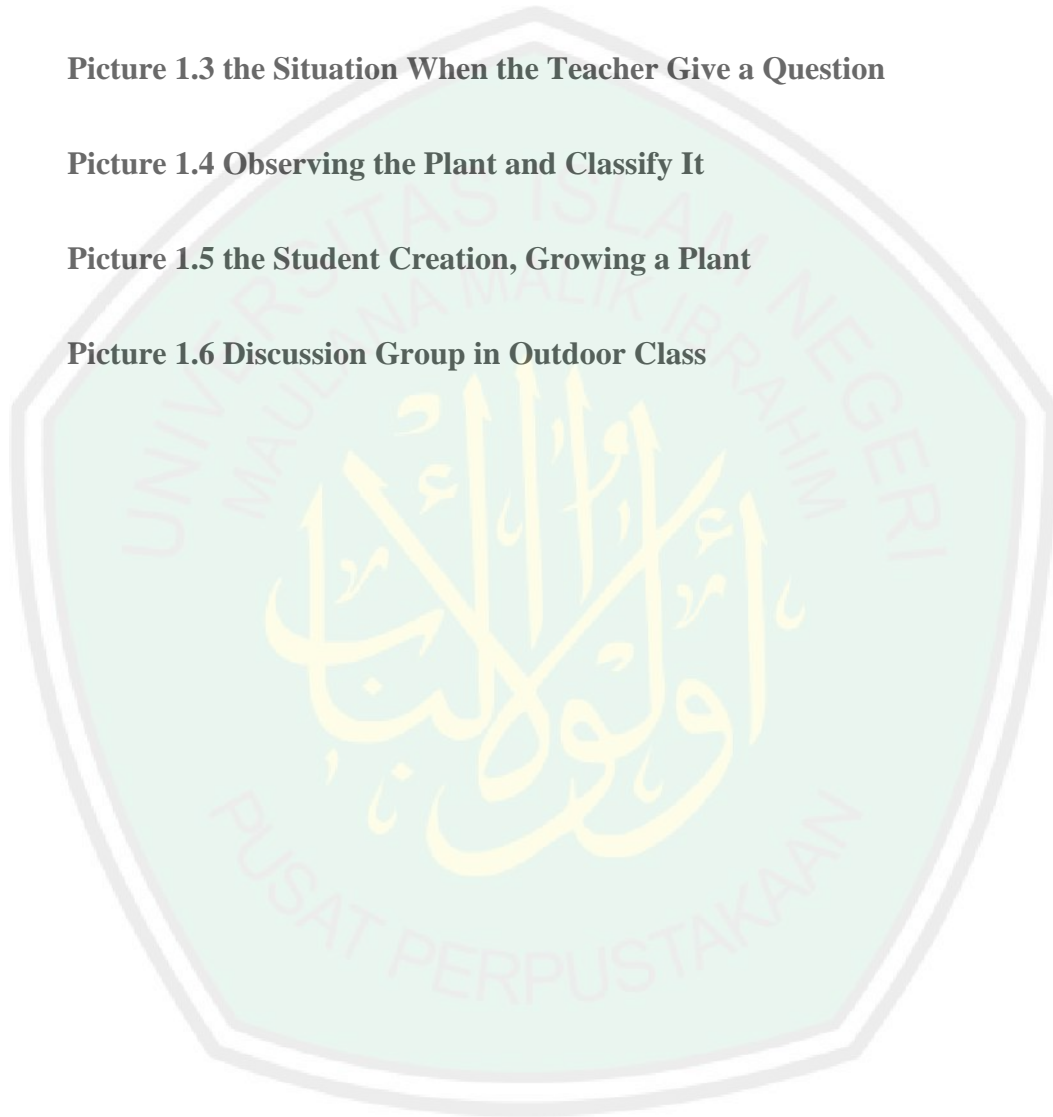 Picture 1.3 the Situation When the Teacher Give a Question
Picture 1.4 Observing the Plant and Classify It
Picture 1.5 the Student Creation, Growing a Plant
Picture 1.6 Discussion Group in Outdoor Class
UNIVERSITAS ISLAM NEGERI
MAULANA MALIK IBRAHIM
أولوا الألباب
PUSAT PERPUSTAKAAN